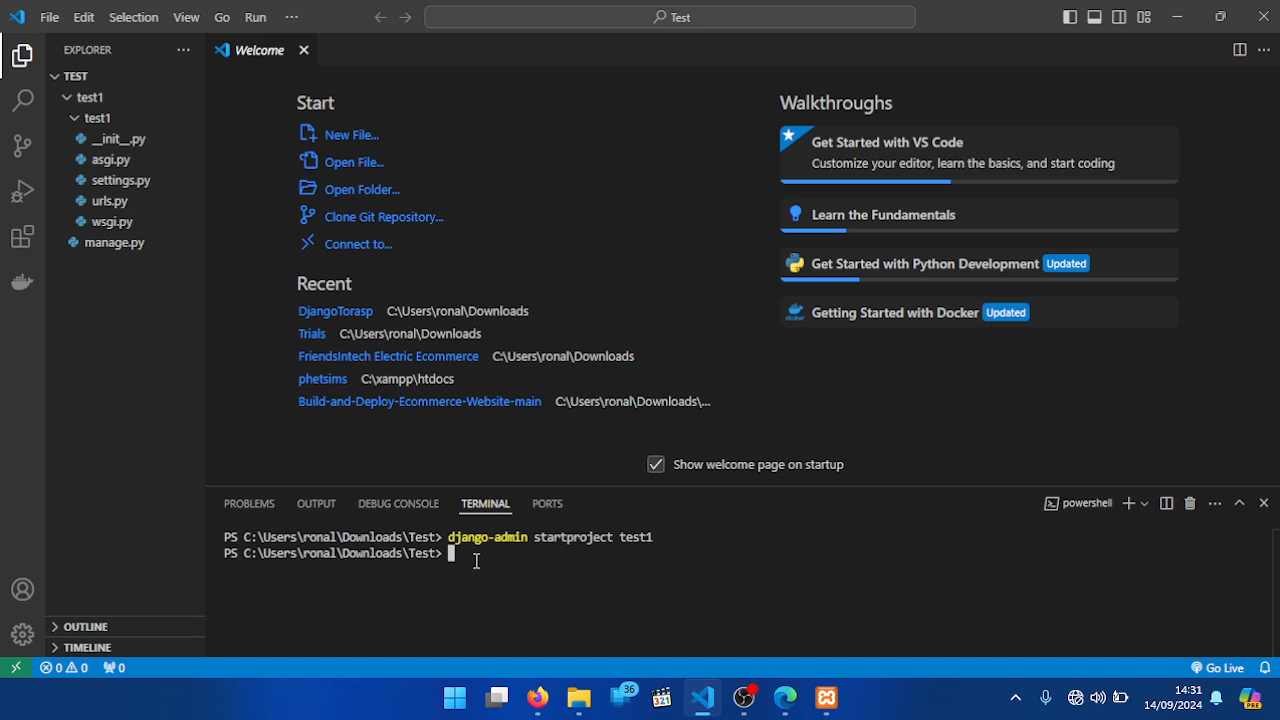 File Edit Selection View Go Run ··· Test
EXPLORER ···
TEST
test1
test1
__init__.py
asgi.py
settings.py
urls.py
wsgi.py
manage.py
OUTLINE
TIMELINE
Welcome
Start
New File...
Open File...
Open Folder...
Clone Git Repository...
Connect to...
Recent
DjangoTorasp C:\Users\ronal\Downloads
Trials C:\Users\ronal\Downloads
FriendsIntech Electric Ecommerce C:\Users\ronal\Downloads
phetsims C:\xampp\htdocs
Build-and-Deploy-Ecommerce-Website-main C:\Users\ronal\Downloads\...
Walkthroughs
Get Started with VS Code
Customize your editor, learn the basics, and start coding
Learn the Fundamentals
Get Started with Python Development Updated
Getting Started with Docker Updated
Show welcome page on startup
PROBLEMS OUTPUT DEBUG CONSOLE TERMINAL PORTS powershell
PS C:\Users\ronal\Downloads\Test> django-admin startproject test1
PS C:\Users\ronal\Downloads\Test>
0 0 0 Go Live
36 321 14:31 PRE
14/09/2024